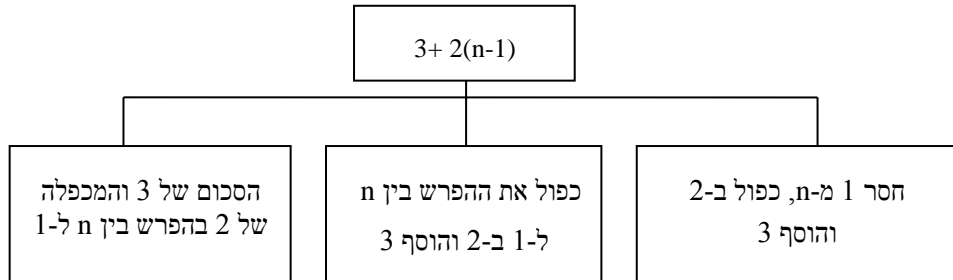 3+ 2(n-1)
חסר 1 מ-n, כפול ב-2
והוסף 3
כפול את ההפרש בין n
ל-1 ב-2 והוסף 3
הסכום של 3 והמכפלה
של 2 בהפרש בין n ל-1